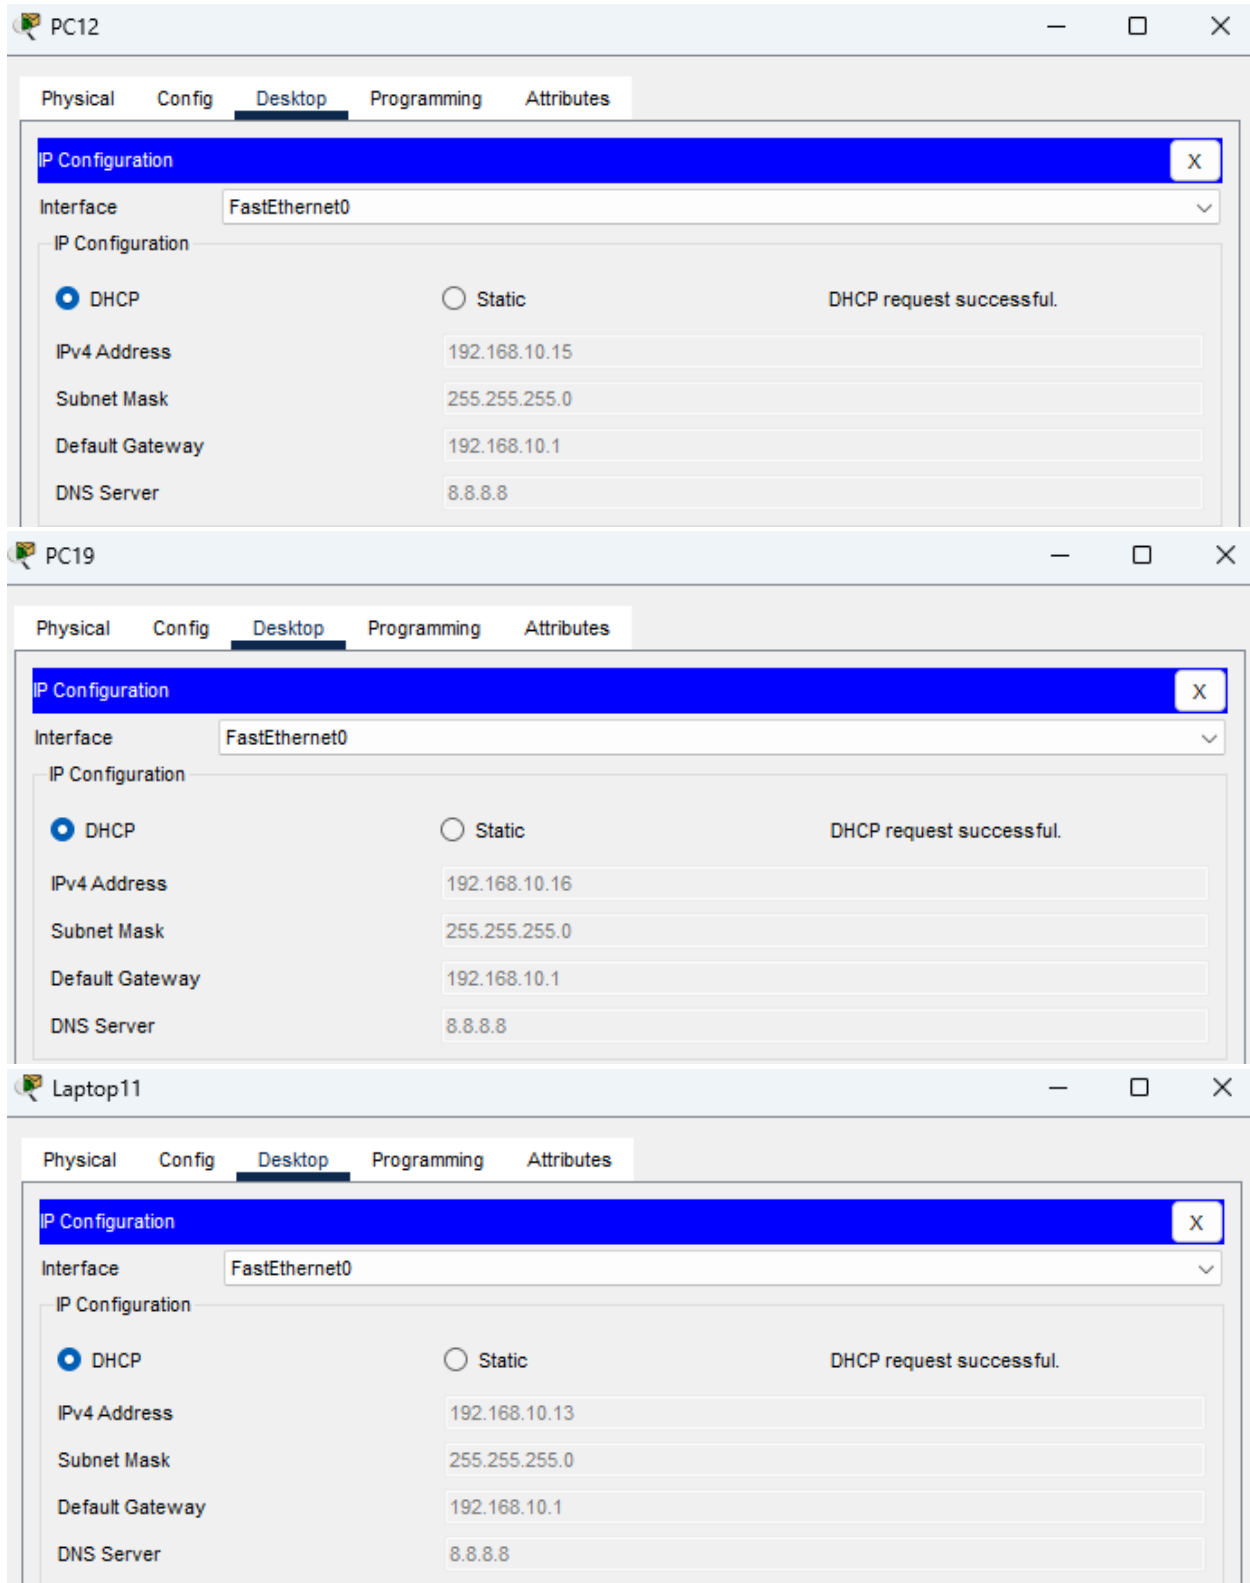 PC12
Physical Config Desktop Programming Attributes
IP Configuration X
Interface FastEthernet0
IP Configuration
DHCP Static DHCP request successful.
IPv4 Address 192.168.10.15
Subnet Mask 255.255.255.0
Default Gateway 192.168.10.1
DNS Server 8.8.8.8
PC19
Physical Config Desktop Programming Attributes
IP Configuration X
Interface FastEthernet0
IP Configuration
DHCP Static DHCP request successful.
IPv4 Address 192.168.10.16
Subnet Mask 255.255.255.0
Default Gateway 192.168.10.1
DNS Server 8.8.8.8
Laptop11
Physical Config Desktop Programming Attributes
IP Configuration X
Interface FastEthernet0
IP Configuration
DHCP Static DHCP request successful.
IPv4 Address 192.168.10.13
Subnet Mask 255.255.255.0
Default Gateway 192.168.10.1
DNS Server 8.8.8.8